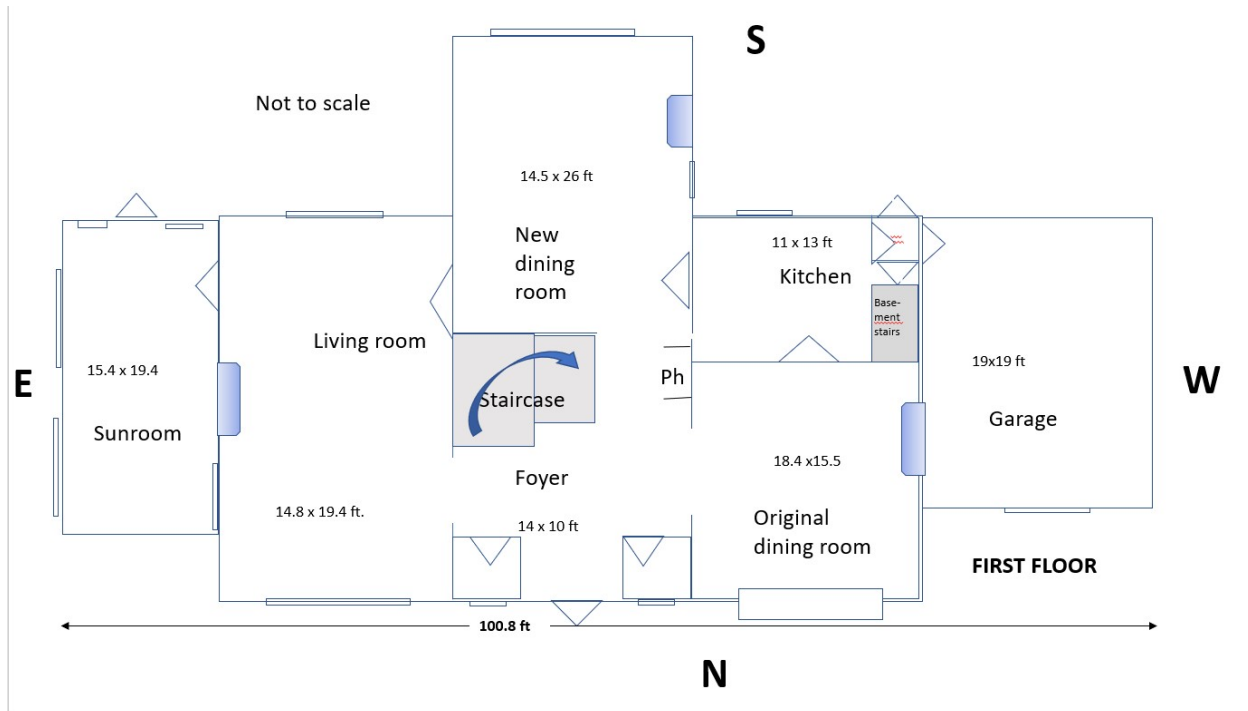 S
Not to scale
14.5 x 26 ft
New
dining
room
11 x 13 ft
Kitchen
Base-
ment
stairs
Living room
E
15.4 x 19.4
Sunroom
Staircase
Ph
19x19 ft
Garage
W
18.4 x15.5
Foyer
14.8 x 19.4 ft.
14 x 10 ft
Original
dining room
FIRST FLOOR
100.8 ft
N